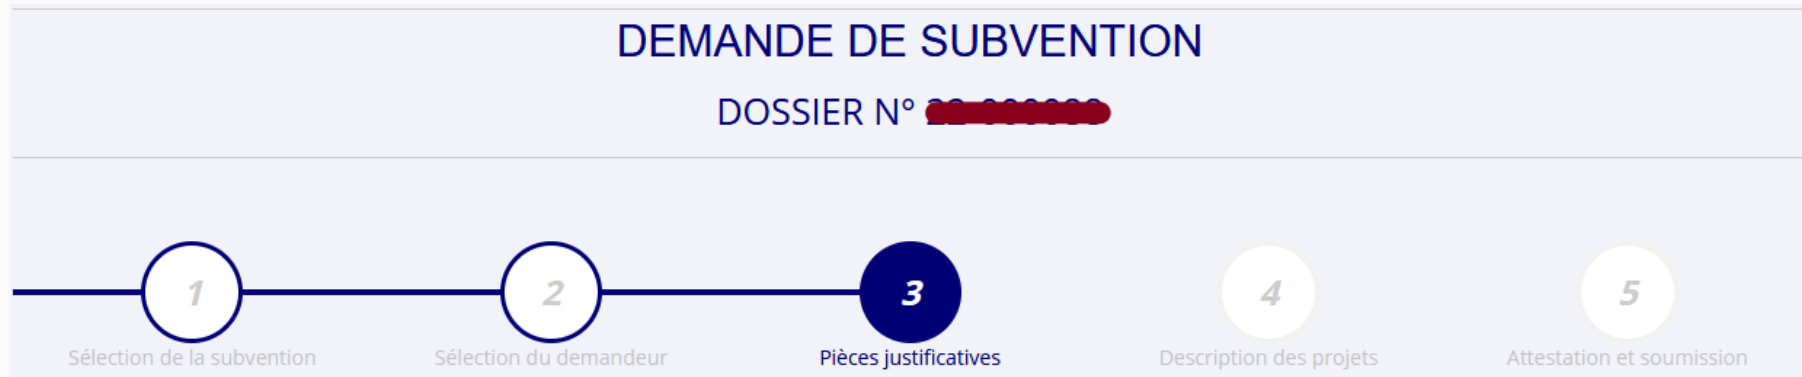 DEMANDE DE SUBVENTION
DOSSIER N°
1 2 3 4 5
Sélection de la subvention Sélection du demandeur Pièces justificatives Description des projets Attestation et soumission